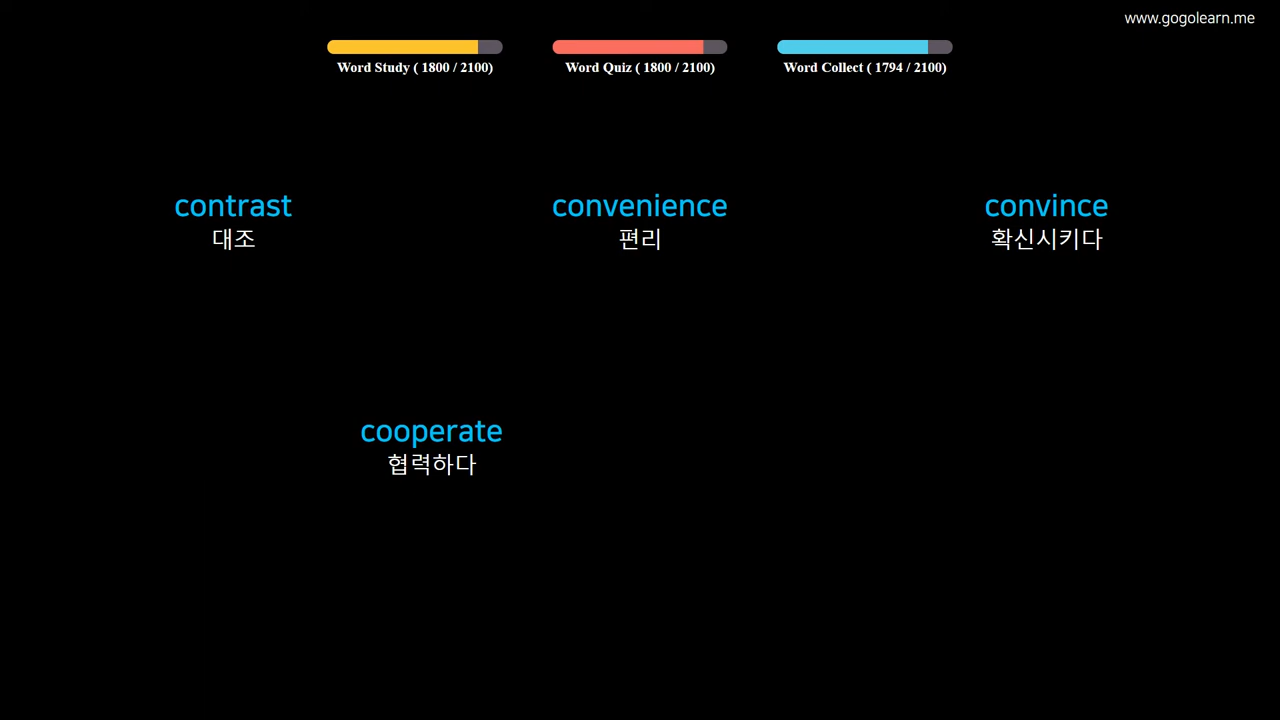 www.gogolearn.me
Word Study ( 1800 / 2100)
Word Quiz ( 1800 / 2100)
Word Collect ( 1794 / 2100)
contrast
대조
convenience
편리
convince
확신시키다
cooperate
협력하다